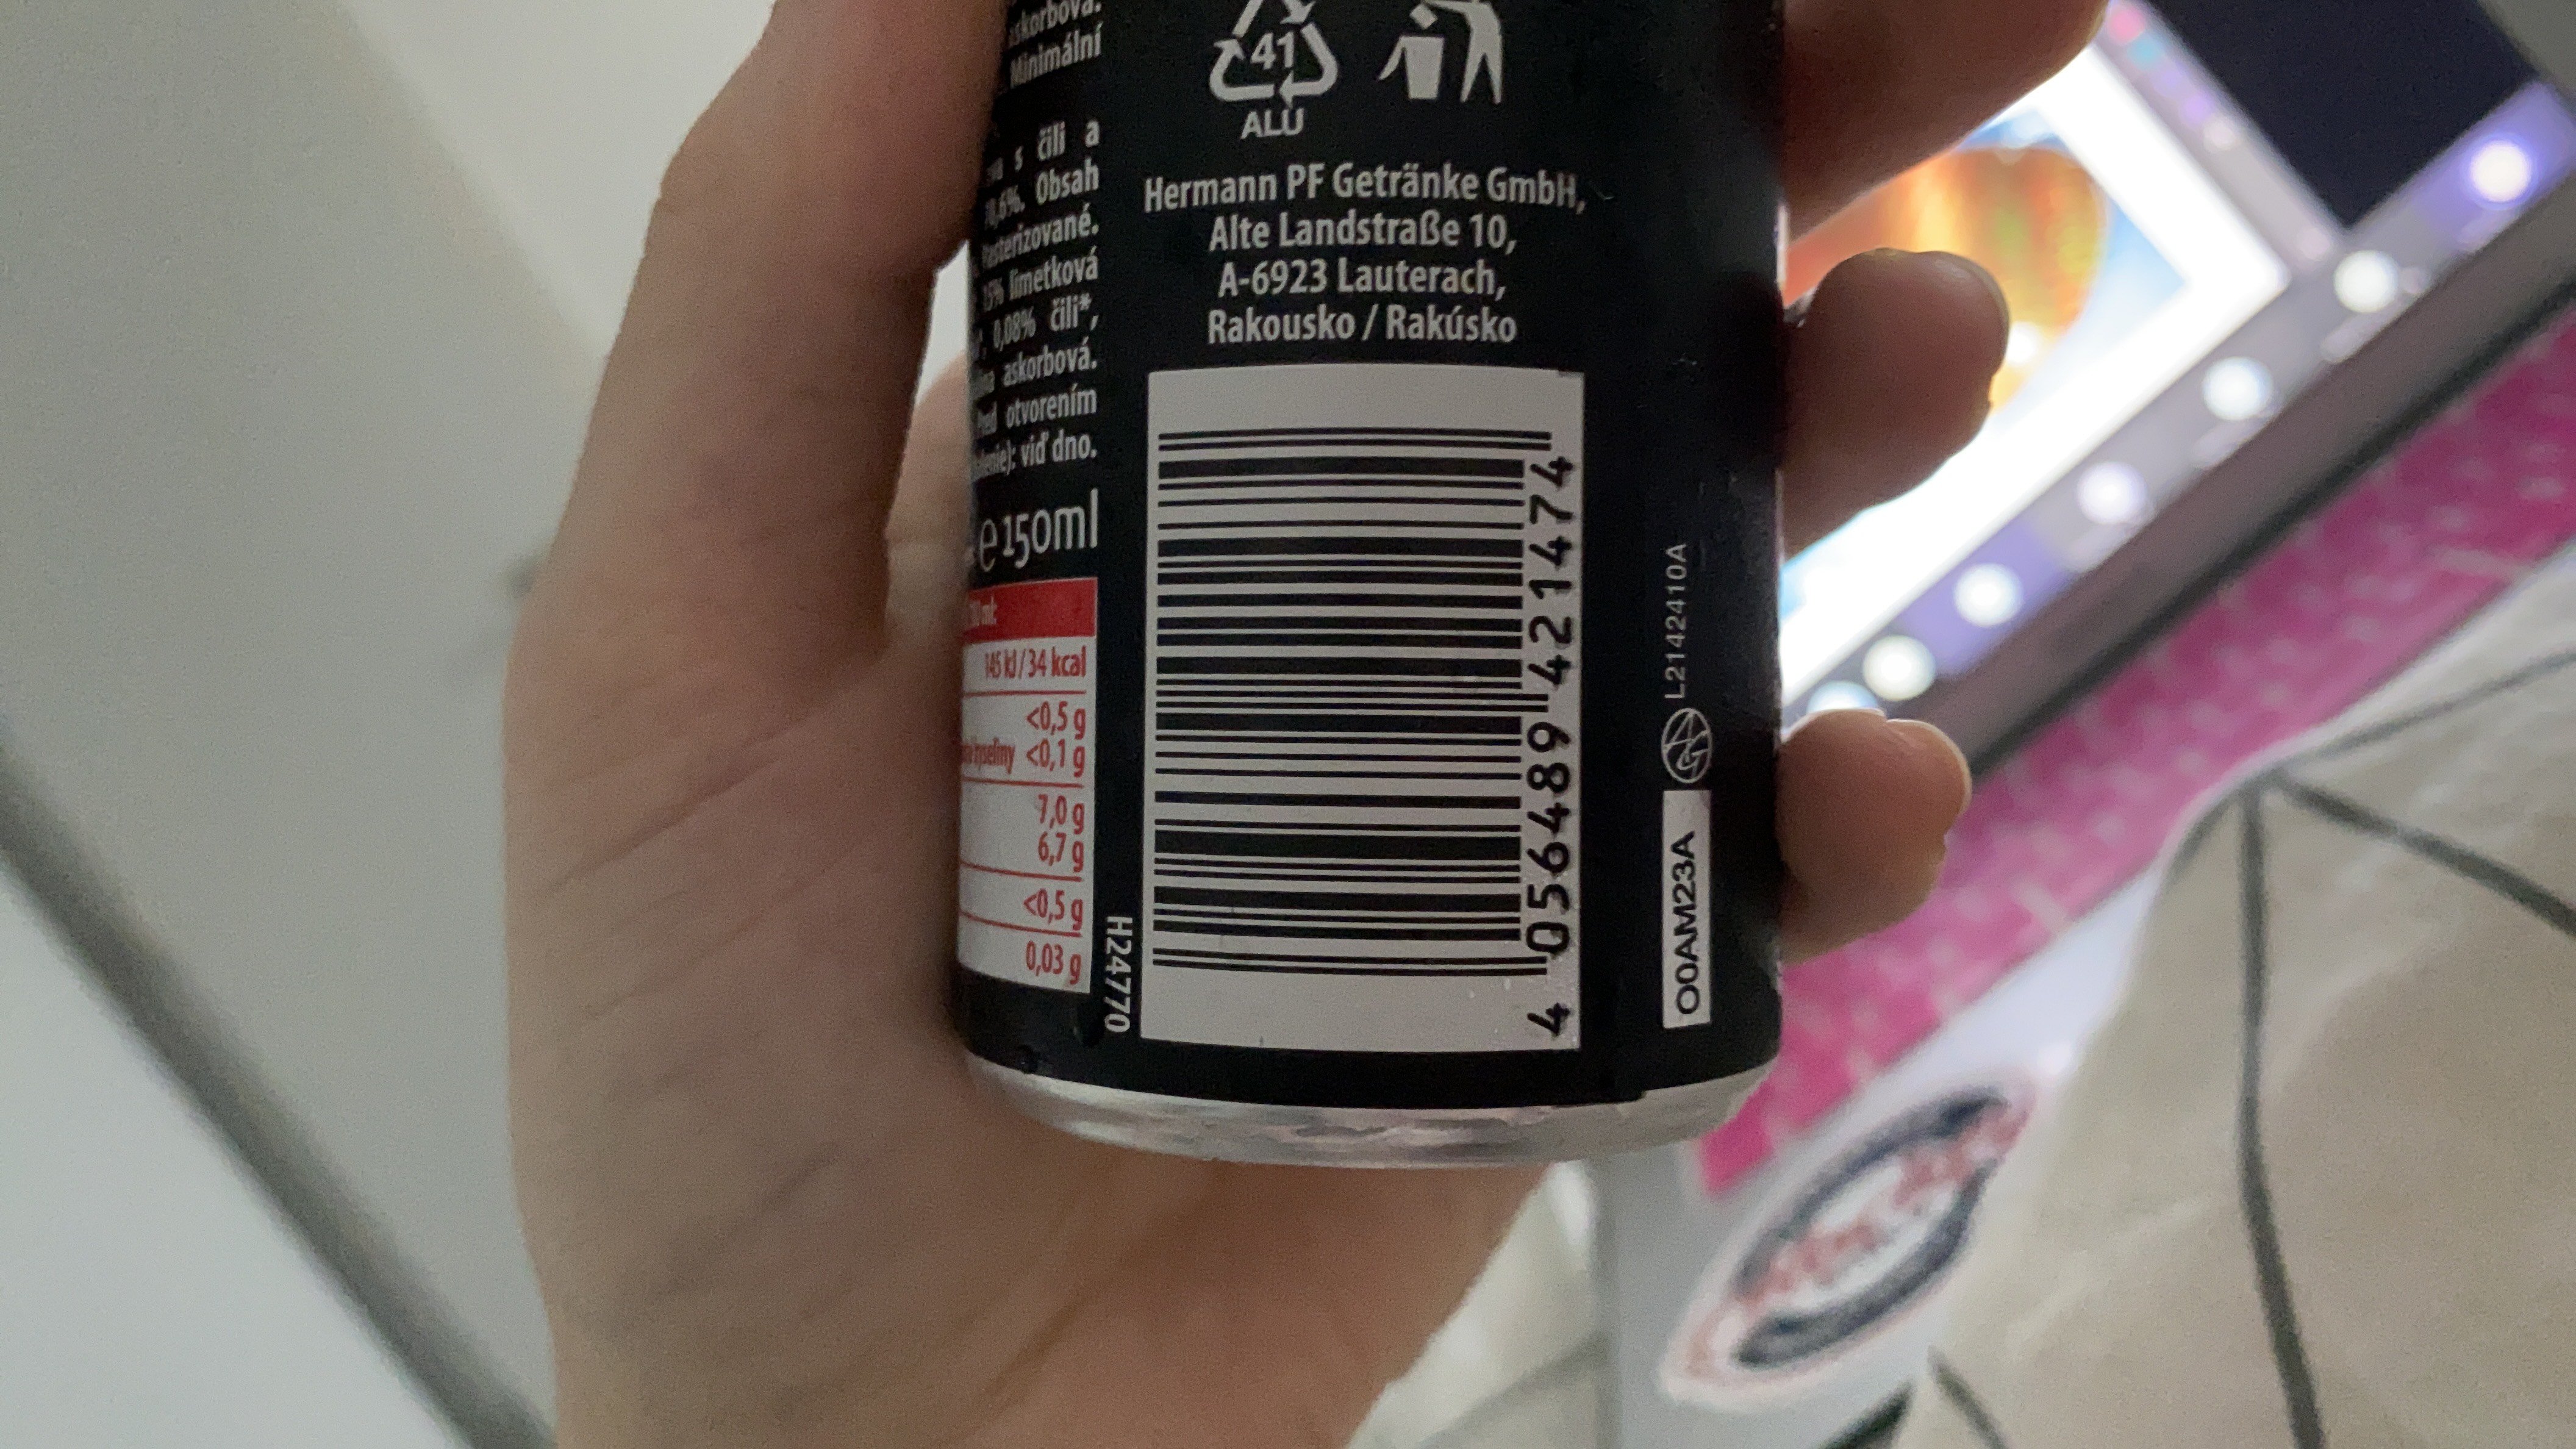 askorbová.
Minimální
s čili a
Obsah
limetková
0,08% čili*,
askorbová.
otvorením
viď dno.
e 150ml
145 kJ/34 kcal
<0,5 g
<0,1 g
7,0 g
6,7 g
<0,5 g
0,03 g
H24770
41
ALU
Hermann PF Getränke GmbH,
Alte Landstraße 10,
A-6923 Lauterach,
Rakousko / Rakúsko
4 056489 421474
O0AM23A
L2142410A